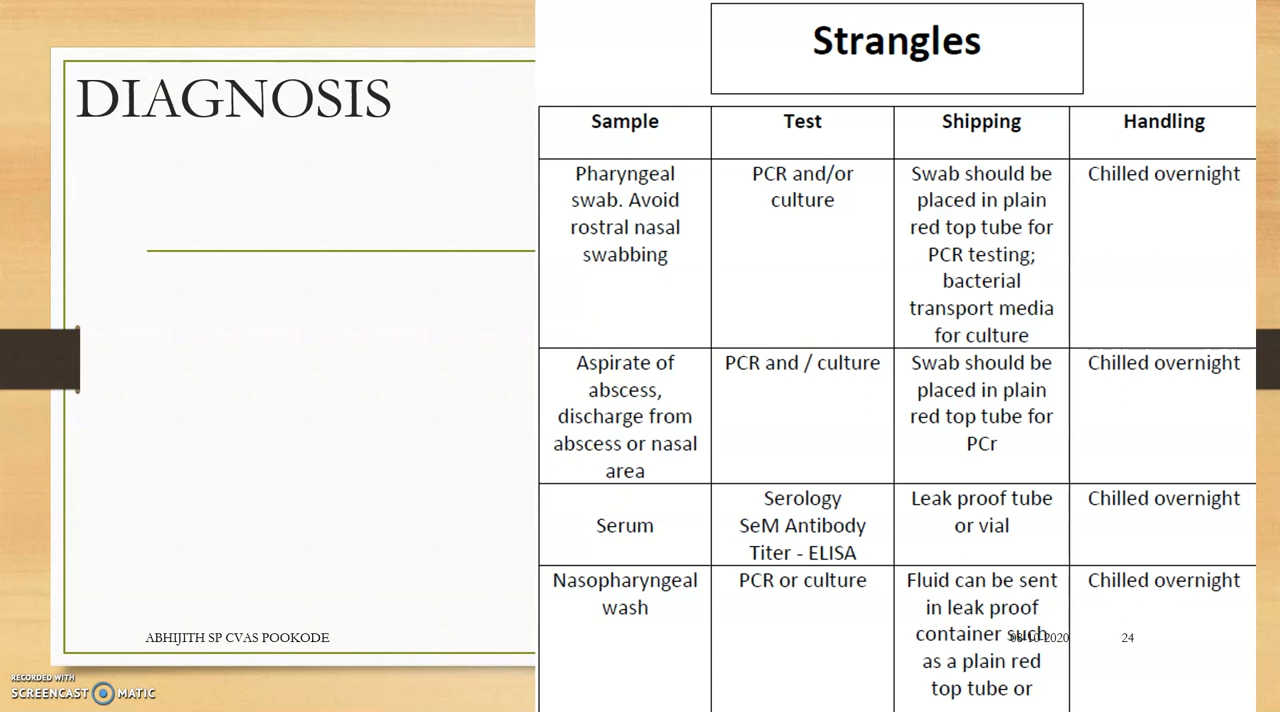 DIAGNOSIS
Strangles
Sample
Test
Shipping
Handling
Pharyngeal
swab. Avoid
rostral nasal
swabbing
PCR and/or
culture
Swab should be
placed in plain
red top tube for
PCR testing;
bacterial
transport media
for culture
Chilled overnight
Aspirate of
abscess,
discharge from
abscess or nasal
area
PCR and / culture
Swab should be
placed in plain
red top tube for
PCr
Chilled overnight
Serum
Serology
SeM Antibody
Titer - ELISA
Leak proof tube
or vial
Chilled overnight
Nasopharyngeal
wash
PCR or culture
Fluid can be sent
in leak proof
container such
as a plain red
top tube or
Chilled overnight
ABHIJITH SP CVAS POOKODE
24
RECORDED WITH
SCREENCAST MATIC